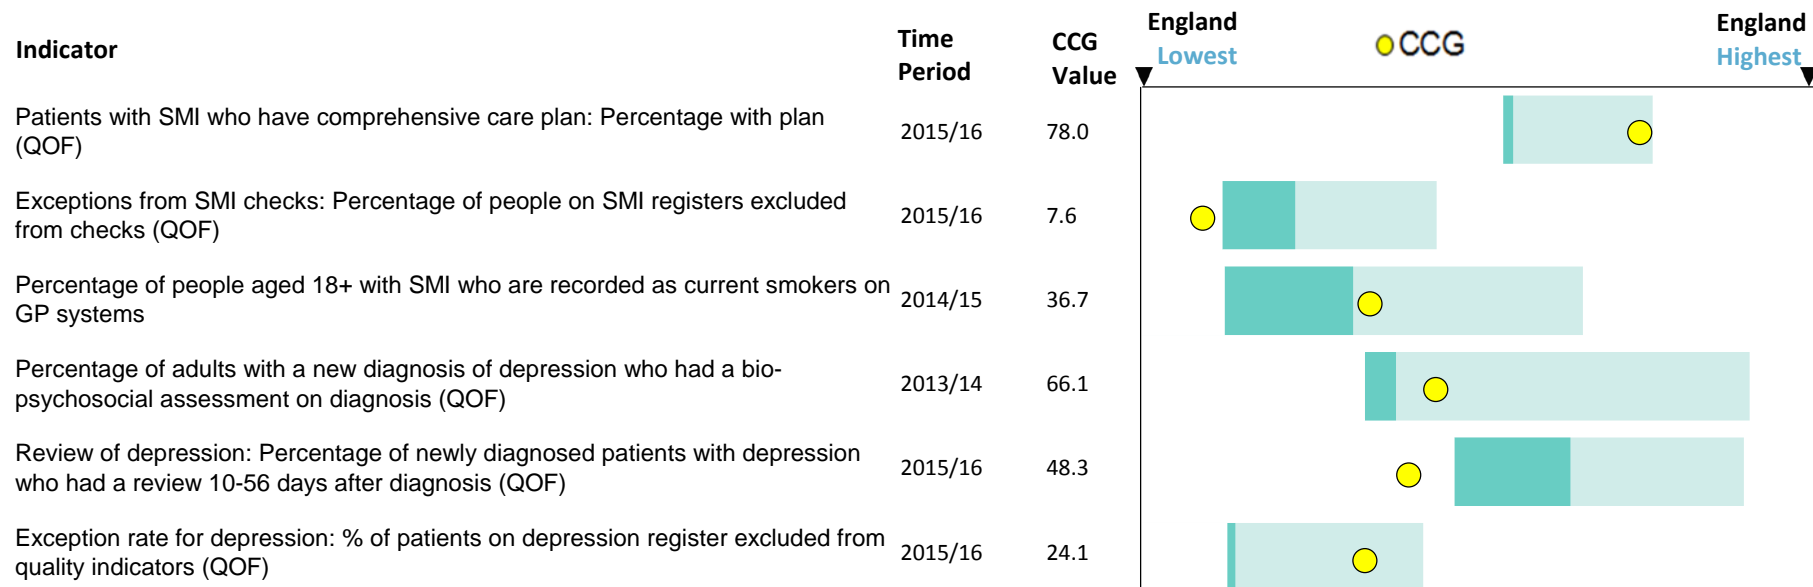 Indicator
Time
Period
CCG
Value
England
Lowest
CCG
England
Highest
Patients with SMI who have comprehensive care plan: Percentage with plan
(QOF)
2015/16
78.0
Exceptions from SMI checks: Percentage of people on SMI registers excluded
from checks (QOF)
2015/16
7.6
Percentage of people aged 18+ with SMI who are recorded as current smokers on
GP systems
2014/15
36.7
Percentage of adults with a new diagnosis of depression who had a bio-
psychosocial assessment on diagnosis (QOF)
2013/14
66.1
Review of depression: Percentage of newly diagnosed patients with depression
who had a review 10-56 days after diagnosis (QOF)
2015/16
48.3
Exception rate for depression: % of patients on depression register excluded from
quality indicators (QOF)
2015/16
24.1